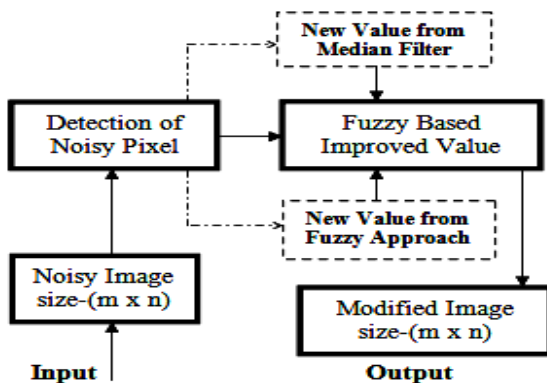 New Value from
Median Filter
Detection of
Noisy Pixel
Fuzzy Based
Improved Value
New Value from
Fuzzy Approach
Noisy Image
size-(m x n)
Modified Image
size-(m x n)
Input
Output